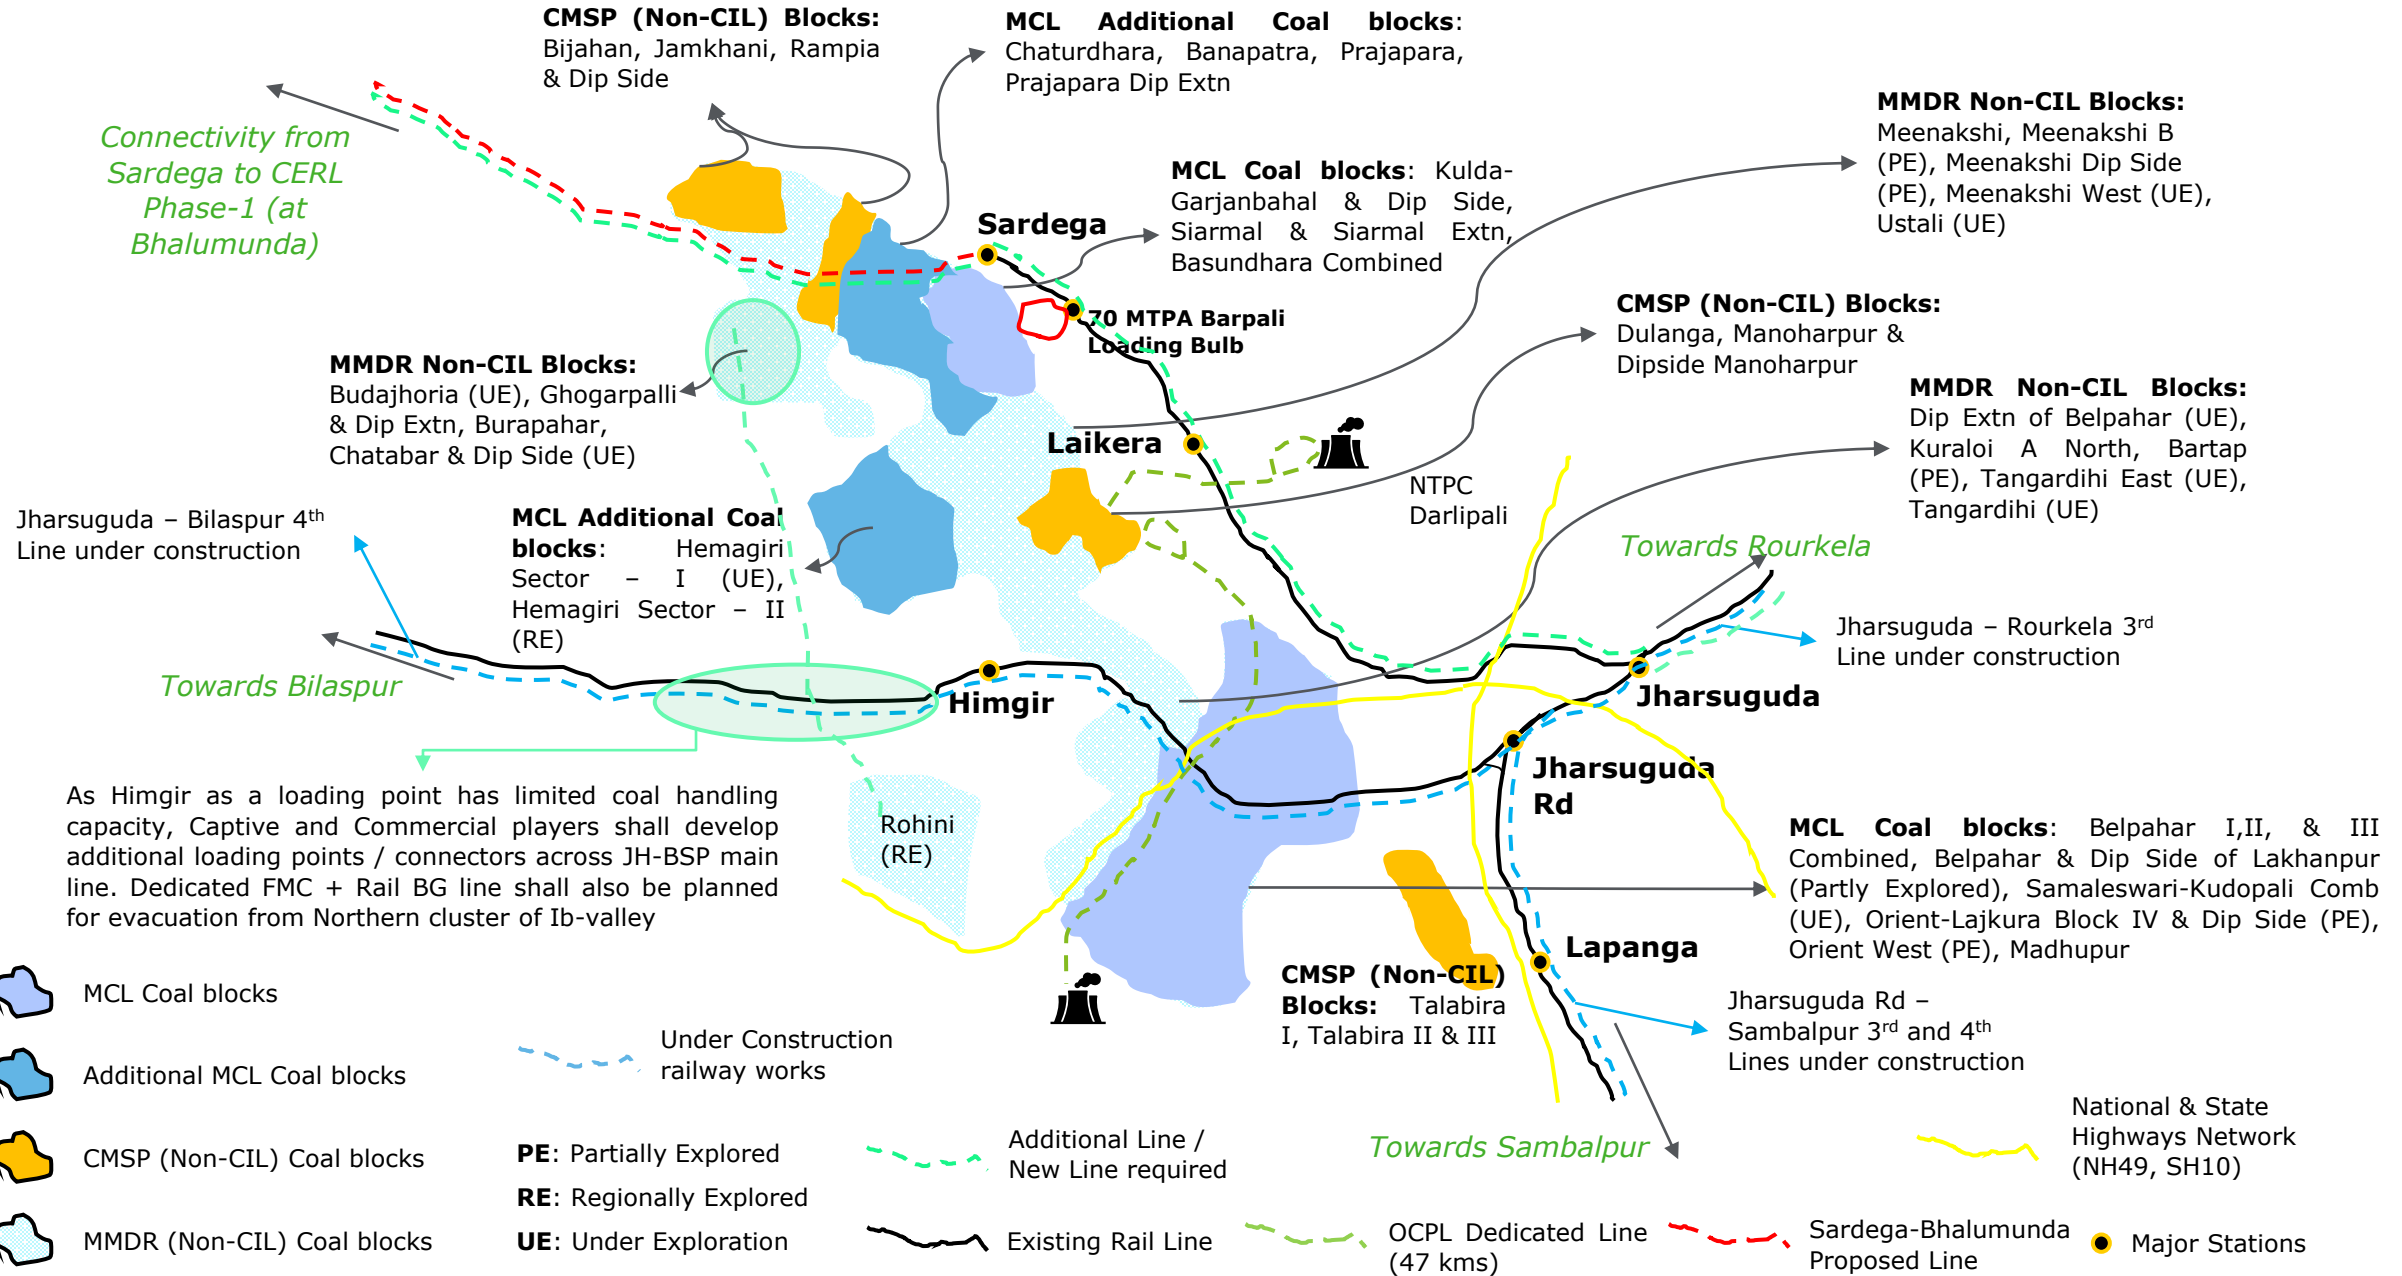 CMSP (Non-CIL) Blocks:
Bijahan, Jamkhani, Rampia
& Dip Side
MCL Additional Coal blocks:
Chaturdhara, Banapatra, Prajapara,
Prajapara Dip Extn
MMDR Non-CIL Blocks:
Meenakshi, Meenakshi B
(PE), Meenakshi Dip Side
(PE), Meenakshi West (UE),
Ustali (UE)
Connectivity from
Sardega to CERL
Phase-1 (at
Bhalumunda)
MCL Coal blocks: Kulda-
Garjanbahal & Dip Side,
Siarmal & Siarmal Extn,
Basundhara Combined
Sardega
70 MTPA Barpali
Loading Bulb
CMSP (Non-CIL) Blocks:
Dulanga, Manoharpur &
Dipside Manoharpur
MMDR Non-CIL Blocks:
Budajhoria (UE), Ghogarpalli
& Dip Extn, Burapahar,
Chatabar & Dip Side (UE)
MMDR Non-CIL Blocks:
Dip Extn of Belpahar (UE),
Kuraloi A North, Bartap
(PE), Tangardihi East (UE),
Tangardihi (UE)
Laikera
NTPC
Darlipali
Jharsuguda – Bilaspur 4th
Line under construction
MCL Additional Coal
blocks: Hemagiri
Sector – I (UE),
Hemagiri Sector – II
(RE)
Towards Rourkela
Jharsuguda – Rourkela 3rd
Line under construction
Towards Bilaspur
Himgir
Jharsuguda
Jharsuguda
Rd
As Himgir as a loading point has limited coal handling
capacity, Captive and Commercial players shall develop
additional loading points / connectors across JH-BSP main
line. Dedicated FMC + Rail BG line shall also be planned
for evacuation from Northern cluster of Ib-valley
Rohini
(RE)
MCL Coal blocks: Belpahar I,II, & III
Combined, Belpahar & Dip Side of Lakhanpur
(Partly Explored), Samaleswari-Kudopali Comb
(UE), Orient-Lajkura Block IV & Dip Side (PE),
Orient West (PE), Madhupur
Lapanga
CMSP (Non-CIL)
Blocks: Talabira
I, Talabira II & III
Jharsuguda Rd –
Sambalpur 3rd and 4th
Lines under construction
Towards Sambalpur
MCL Coal blocks
Additional MCL Coal blocks
CMSP (Non-CIL) Coal blocks
MMDR (Non-CIL) Coal blocks
Under Construction
railway works
PE: Partially Explored
RE: Regionally Explored
UE: Under Exploration
Additional Line /
New Line required
Existing Rail Line
OCPL Dedicated Line
(47 kms)
Sardega-Bhalumunda
Proposed Line
National & State
Highways Network
(NH49, SH10)
Major Stations